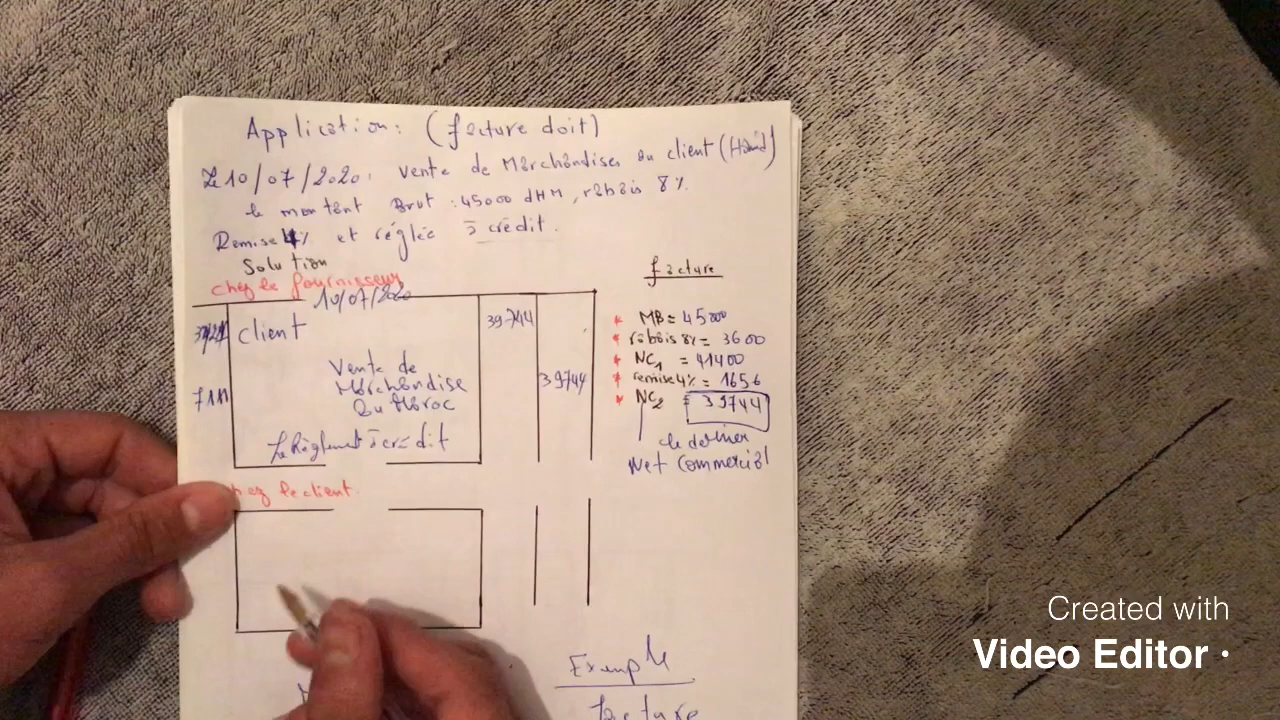 Application: (facture doit)
Le 10/07/2020: Vente de Marchandises au client (Hamid)
le montant Brut : 45000 dHM, rabais 8%.
Remise 4% et réglée à crédit.
Solution
chez le fournisseur
10/07/2020
client
39744
Vente de
Marchandise
Au Maroc
7111
39744
Le Règlement à crédit
facture
* MB = 45000
* rabais 8% = 3600
* NC1 = 41400
* remise 4% = 1656
* NC2 = 39744
le dernier
Net Commercial
chez le client.
Exemple
facture
Created with
Video Editor